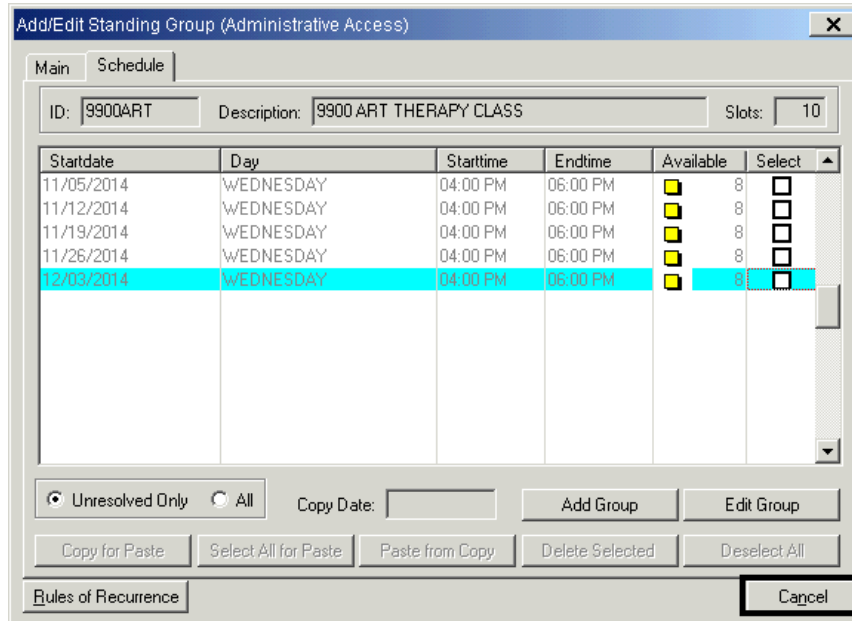 Add/Edit Standing Group (Administrative Access)
Main Schedule
ID: 9900ART Description: 9900 ART THERAPY CLASS Slots: 10
Startdate Day Starttime Endtime Available Select
11/05/2014 WEDNESDAY 04:00 PM 06:00 PM 8
11/12/2014 WEDNESDAY 04:00 PM 06:00 PM 8
11/19/2014 WEDNESDAY 04:00 PM 06:00 PM 8
11/26/2014 WEDNESDAY 04:00 PM 06:00 PM 8
12/03/2014 WEDNESDAY 04:00 PM 06:00 PM 8
Unresolved Only All Copy Date: Add Group Edit Group
Copy for Paste Select All for Paste Paste from Copy Delete Selected Deselect All
Rules of Recurrence Cancel